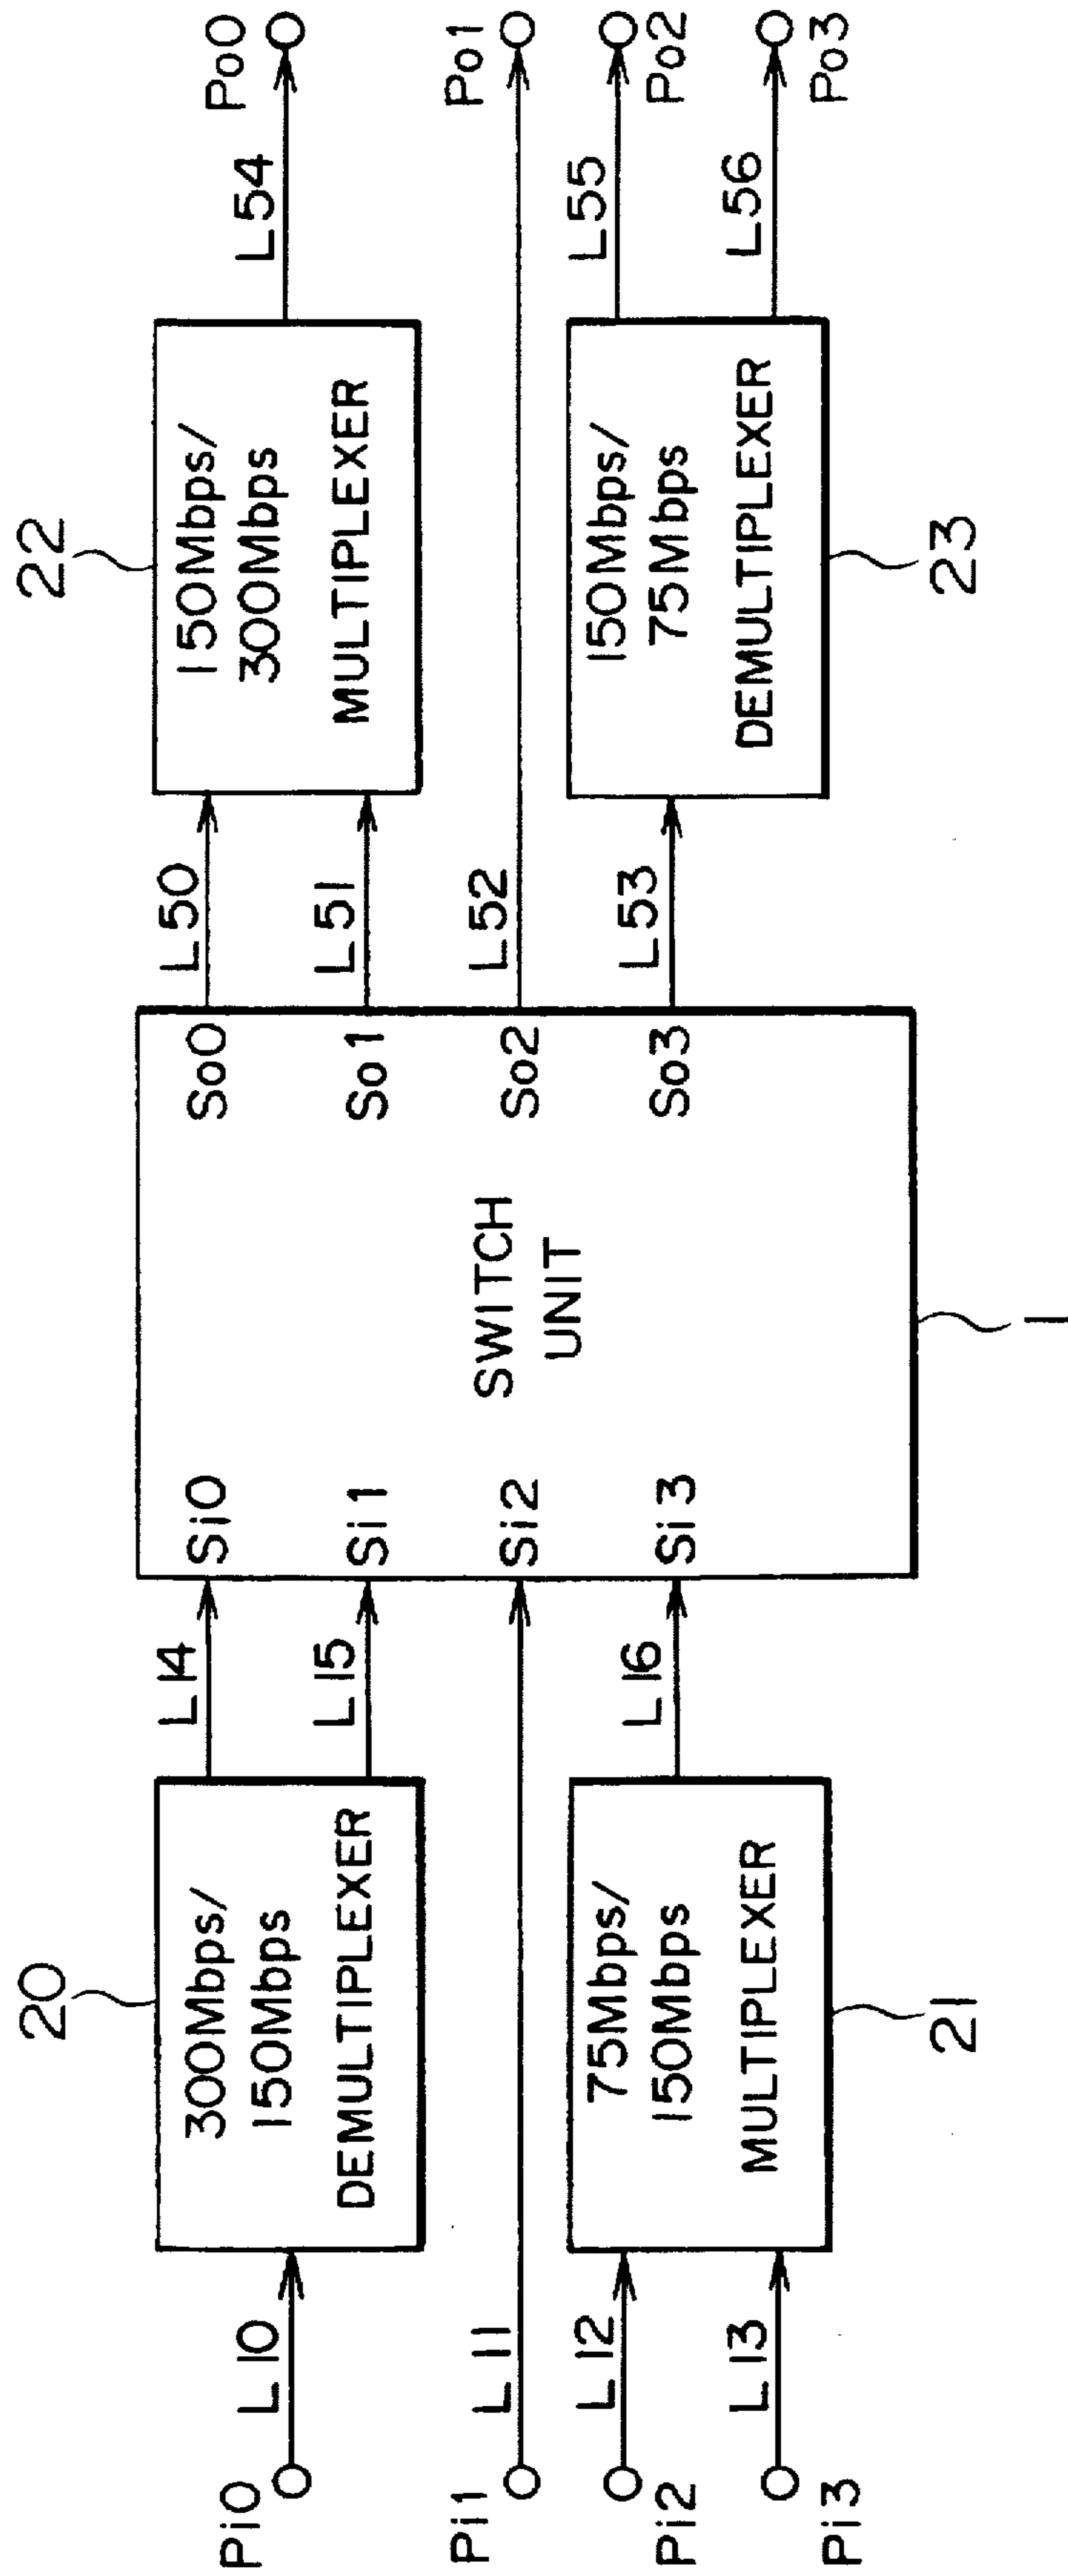 20
22
Pi0
L10
300Mbps/
150Mbps
DEMULTIPLEXER
L14
L15
Si0
Si1
Si2
Si3
SWITCH
UNIT
So0
So1
So2
So3
L50
L51
150Mbps/
300Mbps
MULTIPLEXER
L54
Po0
Pi1
L11
L52
Po1
Pi2
L12
Pi3
L13
75Mbps/
150Mbps
MULTIPLEXER
L16
L53
150Mbps/
75Mbps
DEMULTIPLEXER
L55
Po2
L56
Po3
21
1
23